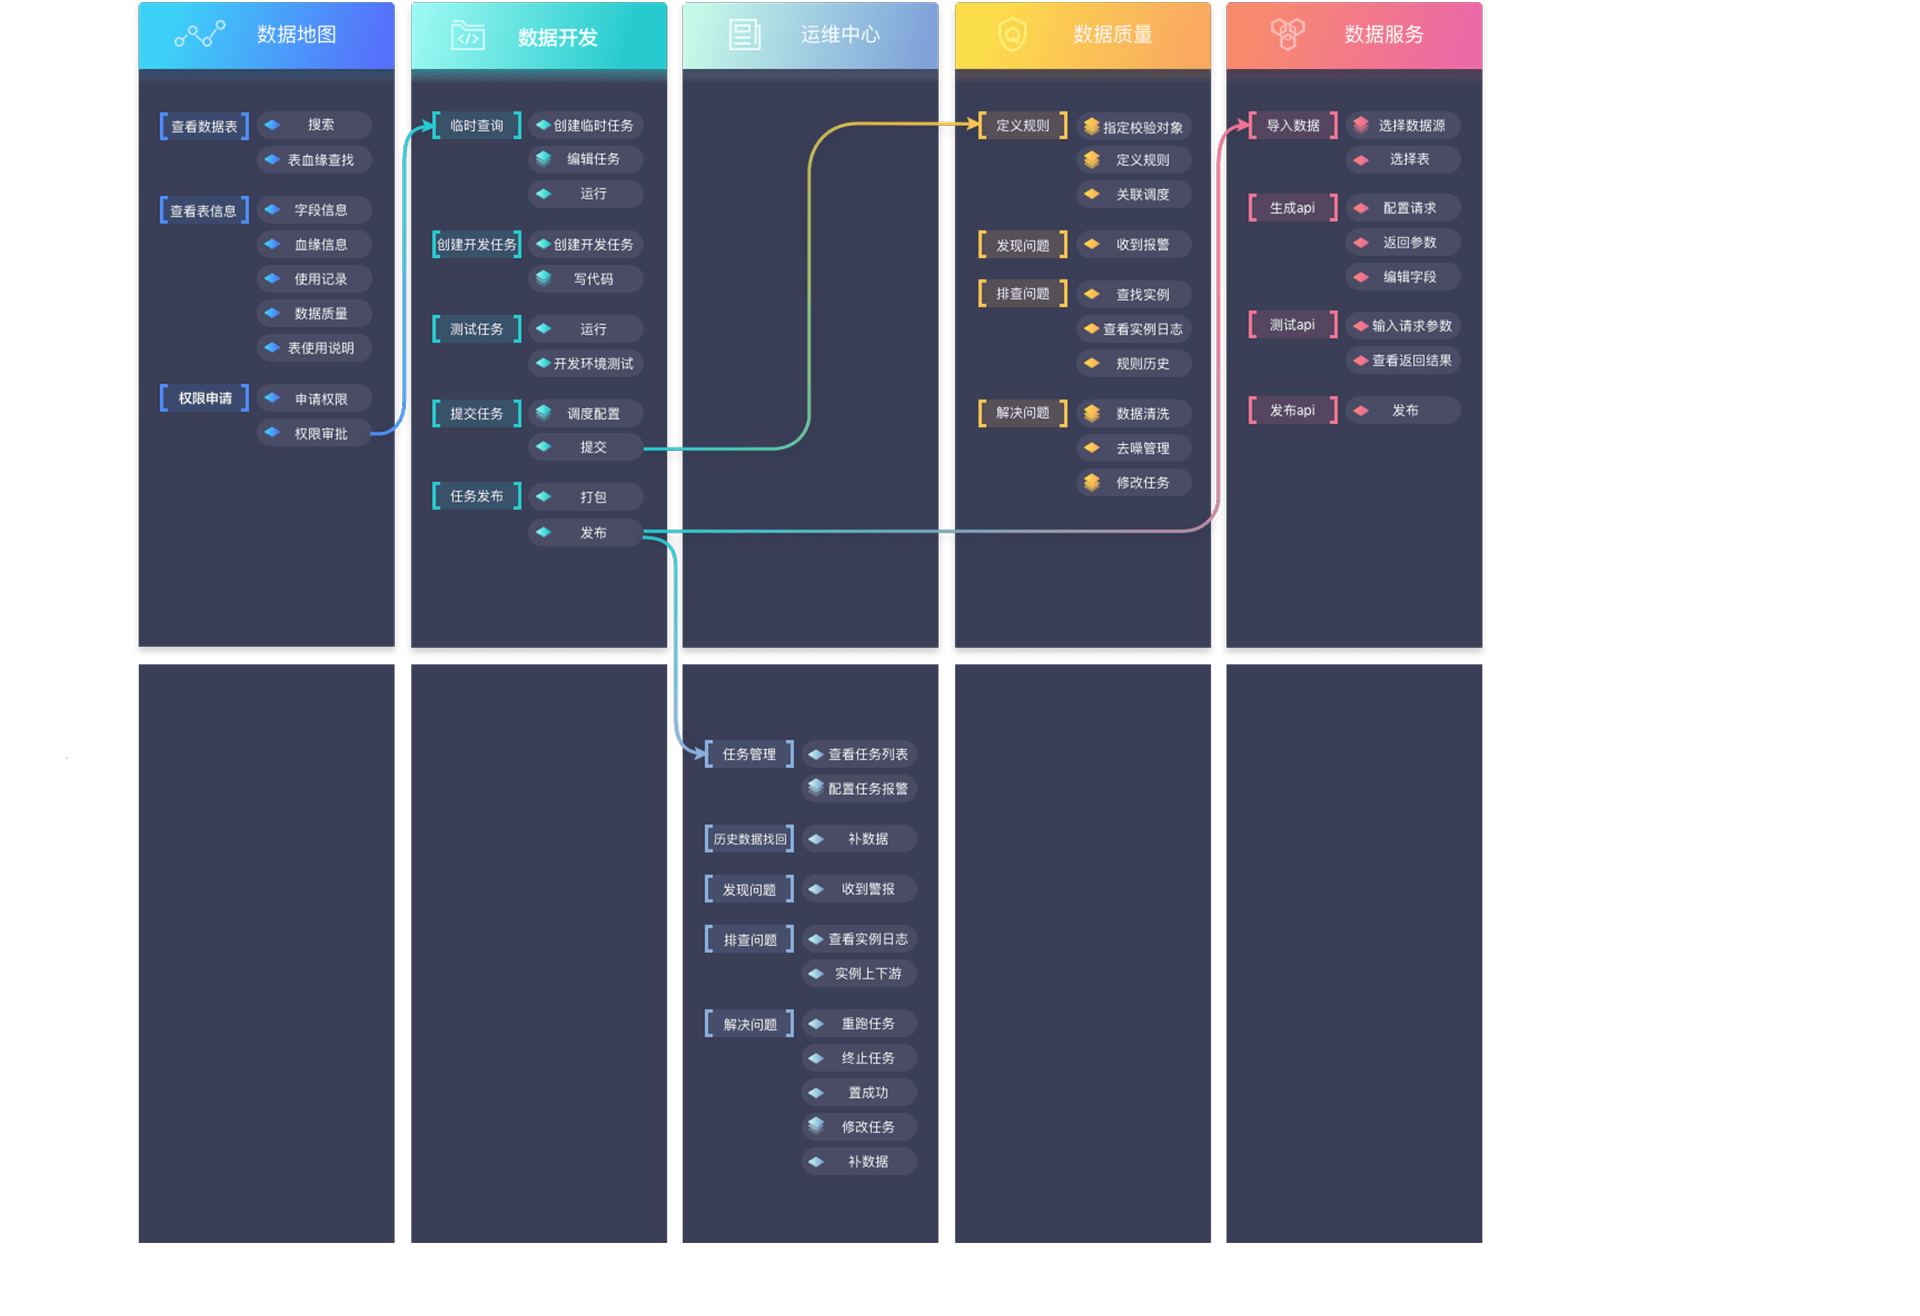 数据地图
查看数据表
搜索
表血缘查找
查看表信息
字段信息
血缘信息
使用记录
数据质量
表使用说明
权限申请
申请权限
权限审批
数据开发
临时查询
创建临时任务
编辑任务
运行
创建开发任务
创建开发任务
写代码
测试任务
运行
开发环境测试
提交任务
调度配置
提交
任务发布
打包
发布
运维中心
任务管理
查看任务列表
配置任务报警
历史数据找回
补数据
发现问题
收到警报
排查问题
查看实例日志
实例上下游
解决问题
重跑任务
终止任务
置成功
修改任务
补数据
数据质量
定义规则
指定校验对象
定义规则
关联调度
发现问题
收到报警
排查问题
查找实例
查看实例日志
规则历史
解决问题
数据清洗
去噪管理
修改任务
数据服务
导入数据
选择数据源
选择表
生成api
配置请求
返回参数
编辑字段
测试api
输入请求参数
查看返回结果
发布api
发布